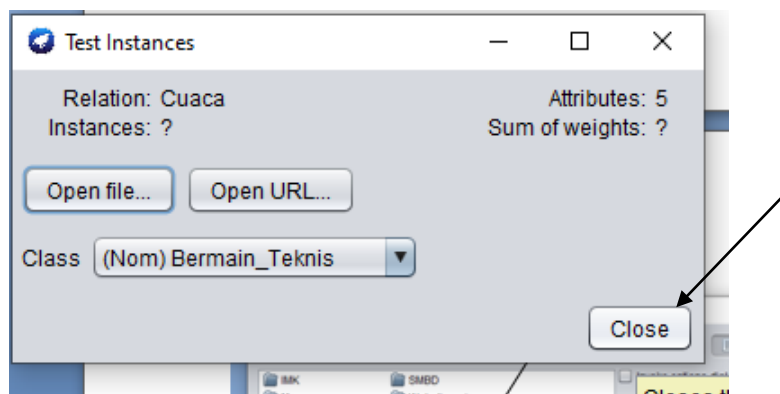 Test Instances
Relation: Cuaca
Attributes: 5
Instances: ?
Sum of weights: ?
Open file...
Open URL...
Class
(Nom) Bermain_Teknis
Close
IMK
SMBD